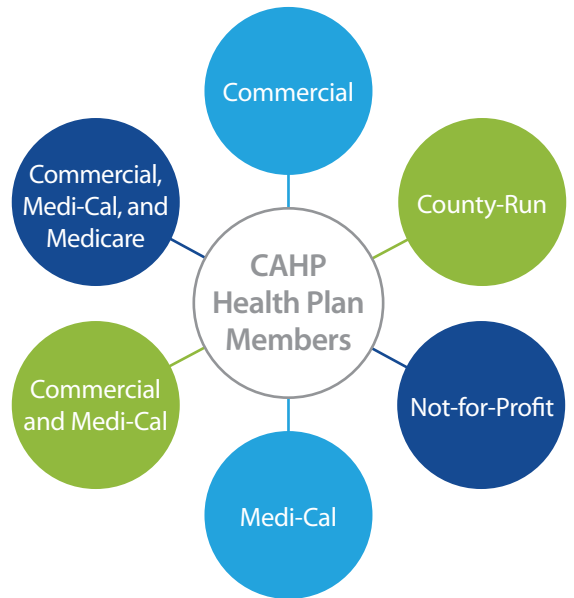 Commercial
Commercial,
Medi-Cal, and
Medicare
County-Run
CAHP
Health Plan
Members
Commercial
and Medi-Cal
Not-for-Profit
Medi-Cal